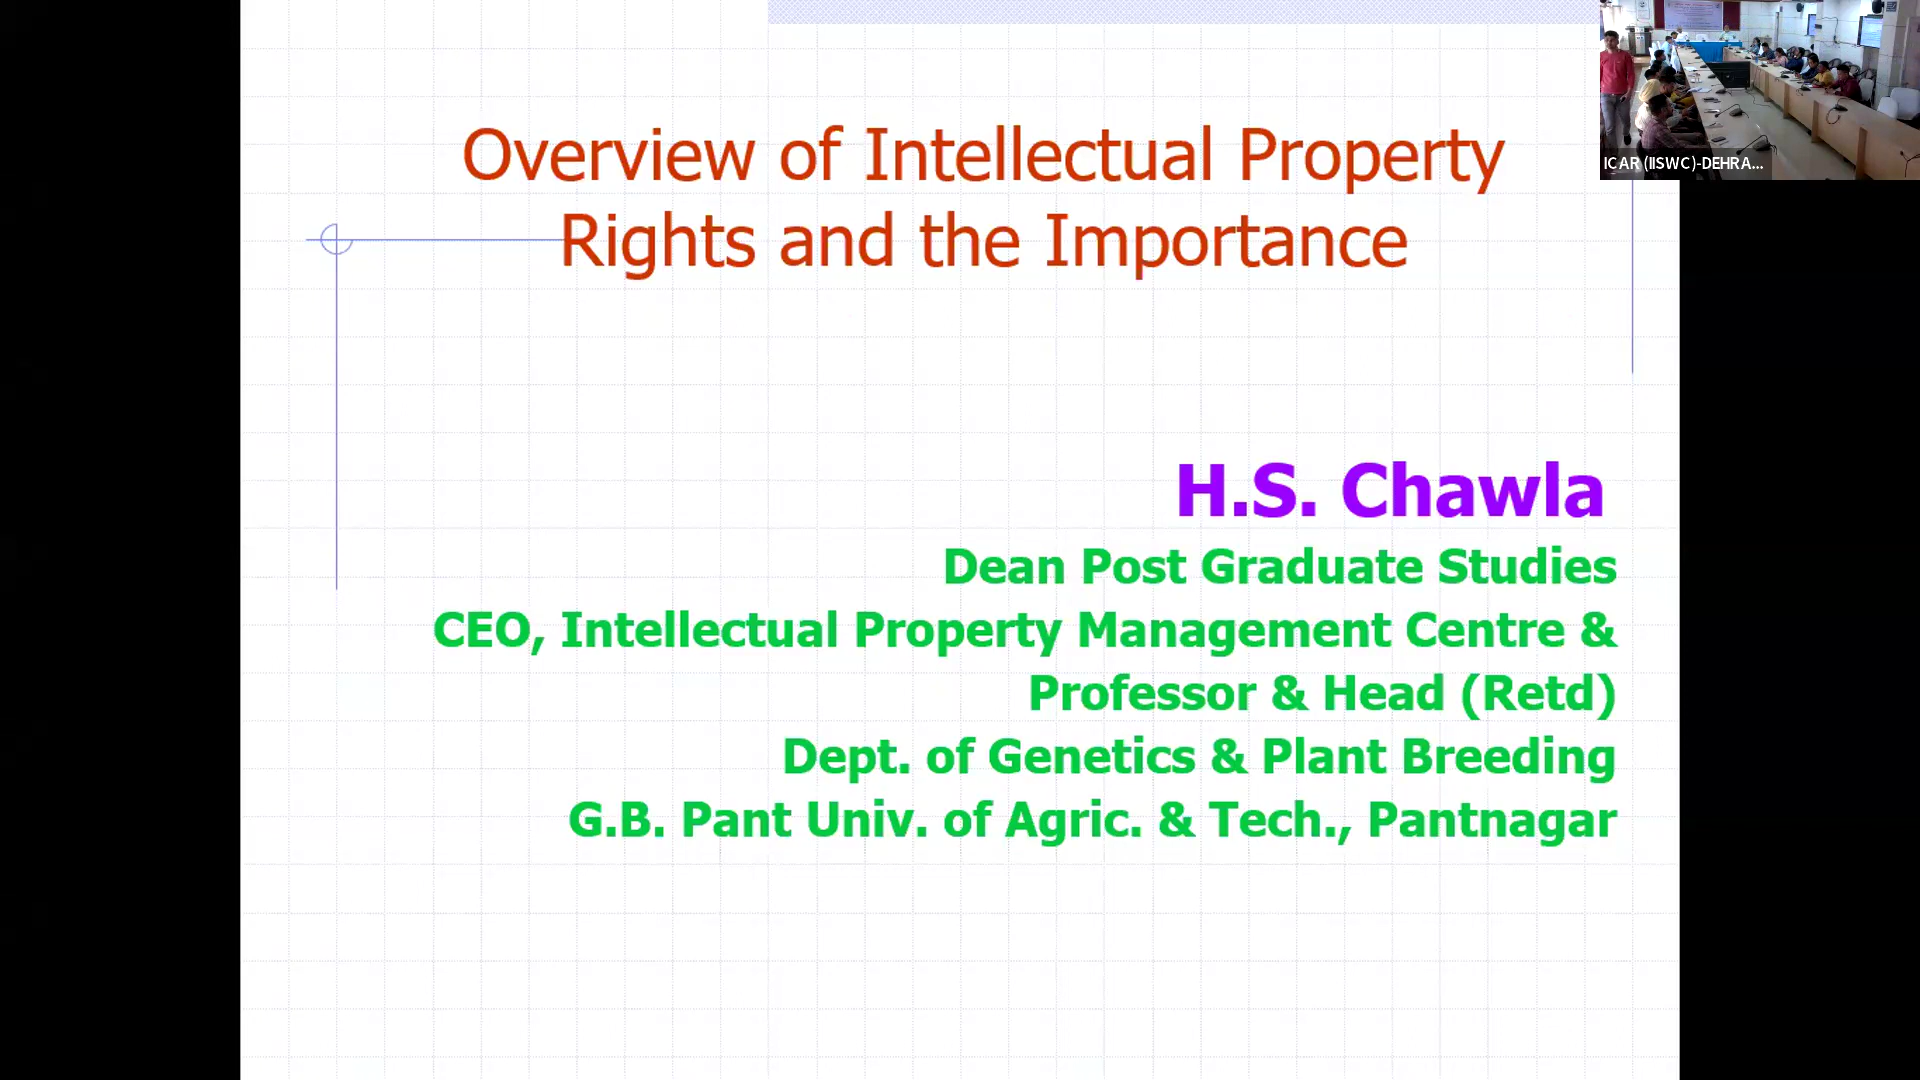 Overview of Intellectual Property
Rights and the Importance
H.S. Chawla
Dean Post Graduate Studies
CEO, Intellectual Property Management Centre &
Professor & Head (Retd)
Dept. of Genetics & Plant Breeding
G.B. Pant Univ. of Agric. & Tech., Pantnagar
ICAR (IISWC)-DEHRA...